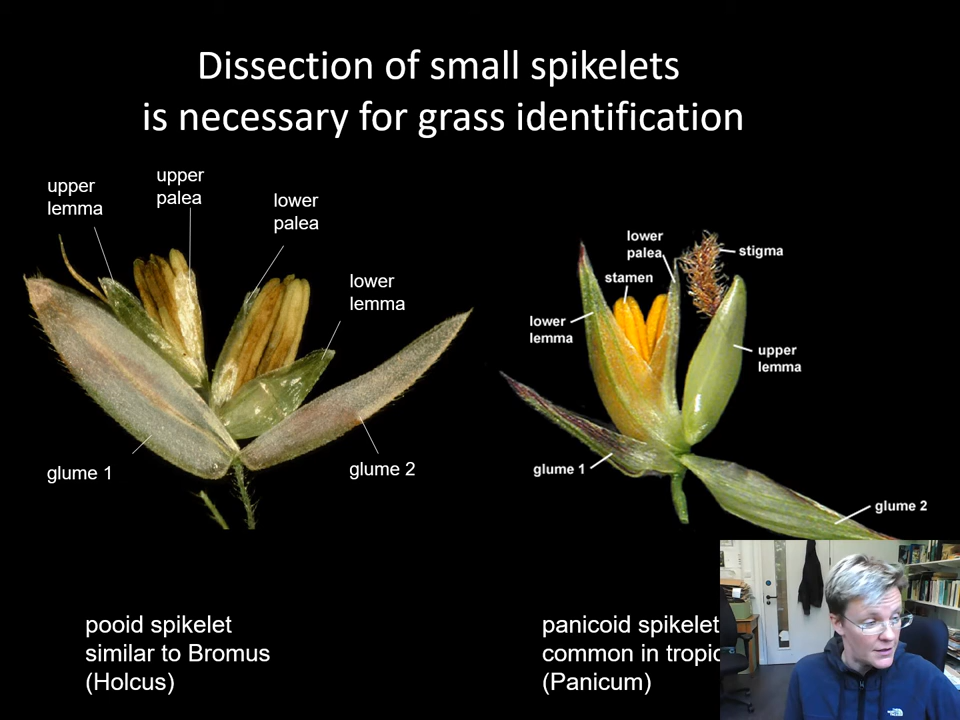 Dissection of small spikelets
is necessary for grass identification
upper
lemma
upper
palea
lower
palea
lower
lemma
glume 1
glume 2
lower
palea
stigma
stamen
lower
lemma
upper
lemma
glume 1
glume 2
pooid spikelet
similar to Bromus
(Holcus)
panicoid spikelet
common in
(Panicum)